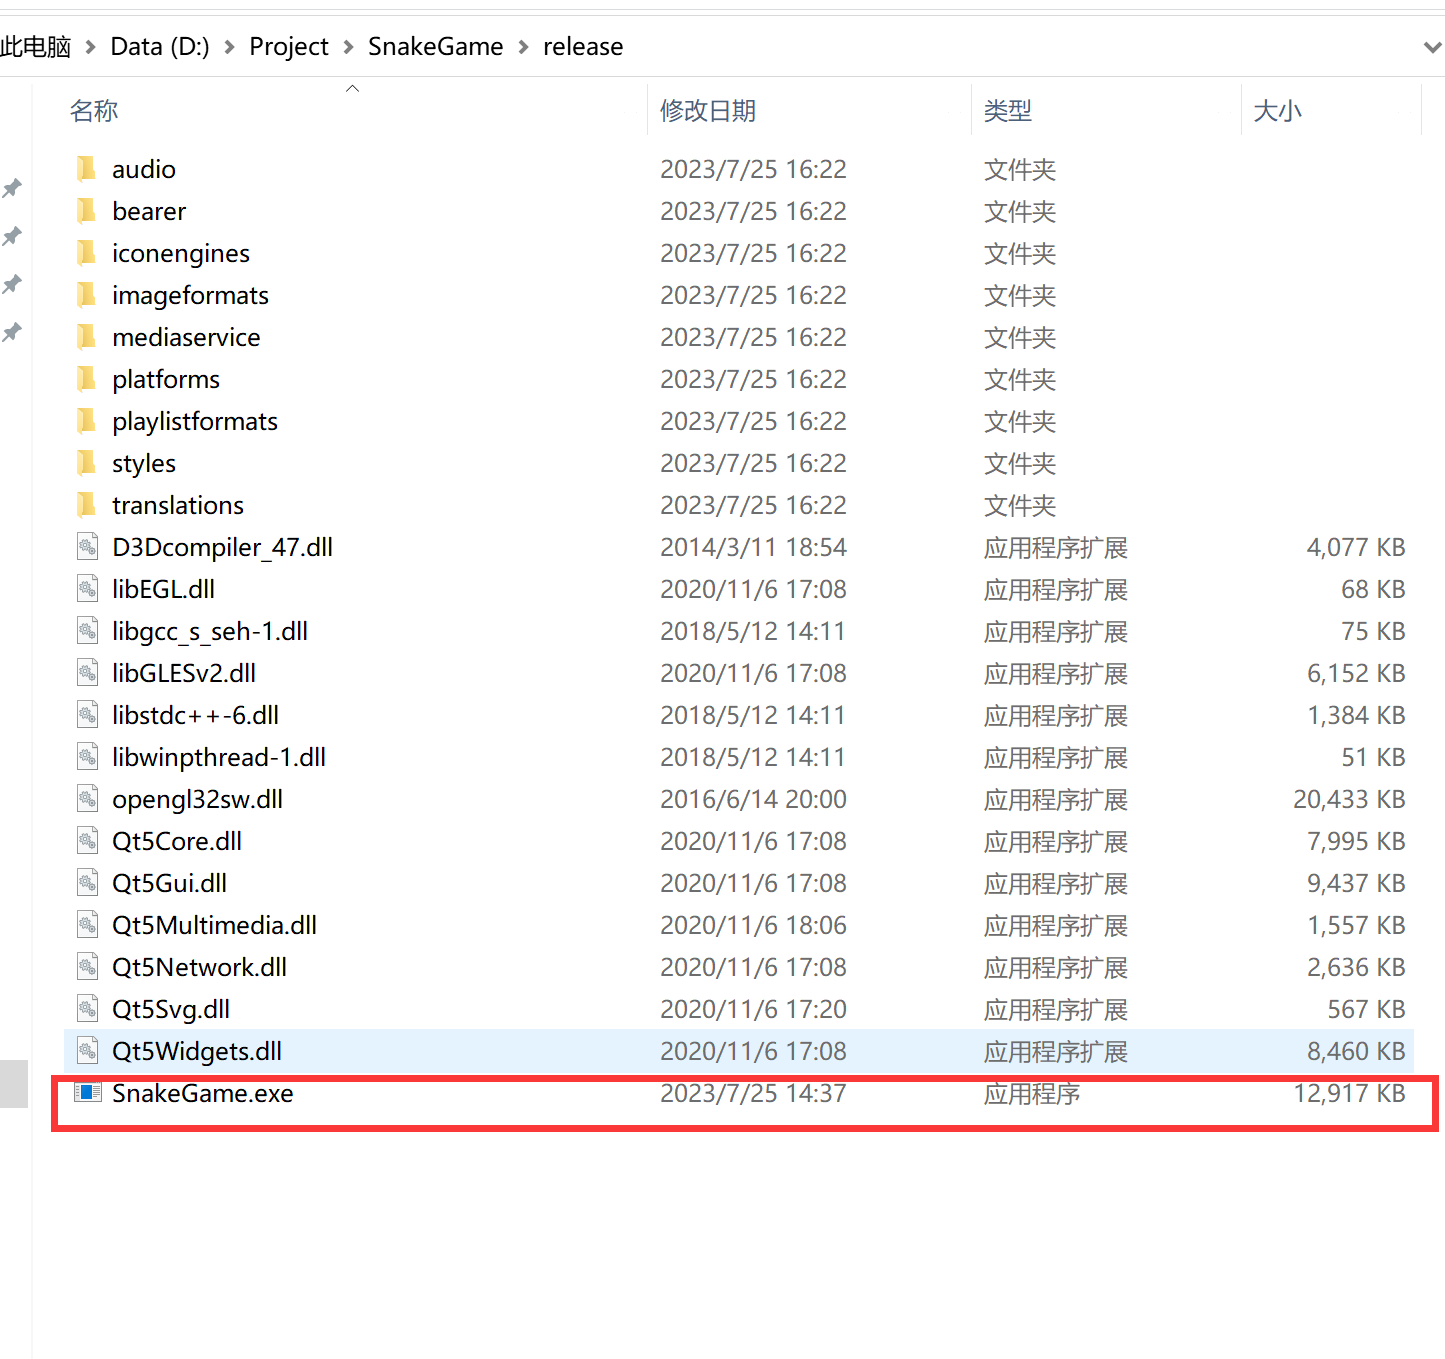 此电脑 > Data (D:) > Project > SnakeGame > release
名称 修改日期 类型 大小
audio 2023/7/25 16:22 文件夹
bearer 2023/7/25 16:22 文件夹
iconengines 2023/7/25 16:22 文件夹
imageformats 2023/7/25 16:22 文件夹
mediaservice 2023/7/25 16:22 文件夹
platforms 2023/7/25 16:22 文件夹
playlistformats 2023/7/25 16:22 文件夹
styles 2023/7/25 16:22 文件夹
translations 2023/7/25 16:22 文件夹
D3Dcompiler_47.dll 2014/3/11 18:54 应用程序扩展 4,077 KB
libEGL.dll 2020/11/6 17:08 应用程序扩展 68 KB
libgcc_s_seh-1.dll 2018/5/12 14:11 应用程序扩展 75 KB
libGLESv2.dll 2020/11/6 17:08 应用程序扩展 6,152 KB
libstdc++-6.dll 2018/5/12 14:11 应用程序扩展 1,384 KB
libwinpthread-1.dll 2018/5/12 14:11 应用程序扩展 51 KB
opengl32sw.dll 2016/6/14 20:00 应用程序扩展 20,433 KB
Qt5Core.dll 2020/11/6 17:08 应用程序扩展 7,995 KB
Qt5Gui.dll 2020/11/6 17:08 应用程序扩展 9,437 KB
Qt5Multimedia.dll 2020/11/6 18:06 应用程序扩展 1,557 KB
Qt5Network.dll 2020/11/6 17:08 应用程序扩展 2,636 KB
Qt5Svg.dll 2020/11/6 17:20 应用程序扩展 567 KB
Qt5Widgets.dll 2020/11/6 17:08 应用程序扩展 8,460 KB
SnakeGame.exe 2023/7/25 14:37 应用程序 12,917 KB